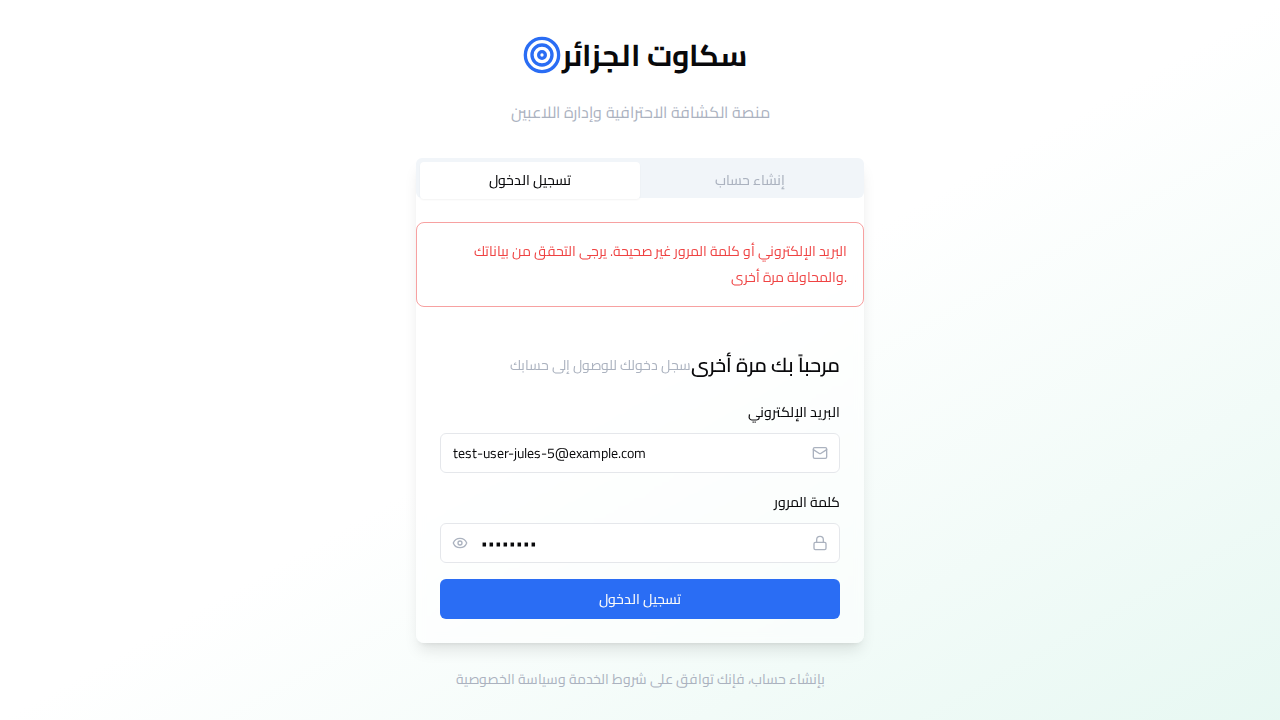 سكاوت الجزائر
منصة الكشافة الاحترافية وإدارة اللاعبين
إنشاء حساب
تسجيل الدخول
البريد الإلكتروني أو كلمة المرور غير صحيحة. يرجى التحقق من بياناتك
والمحاولة مرة أخرى.
مرحباً بك مرة أخرى
سجل دخولك للوصول إلى حسابك
البريد الإلكتروني
test-user-jules-5@example.com
كلمة المرور
••••••••
تسجيل الدخول
بإنشاء حساب، فإنك توافق على شروط الخدمة وسياسة الخصوصية